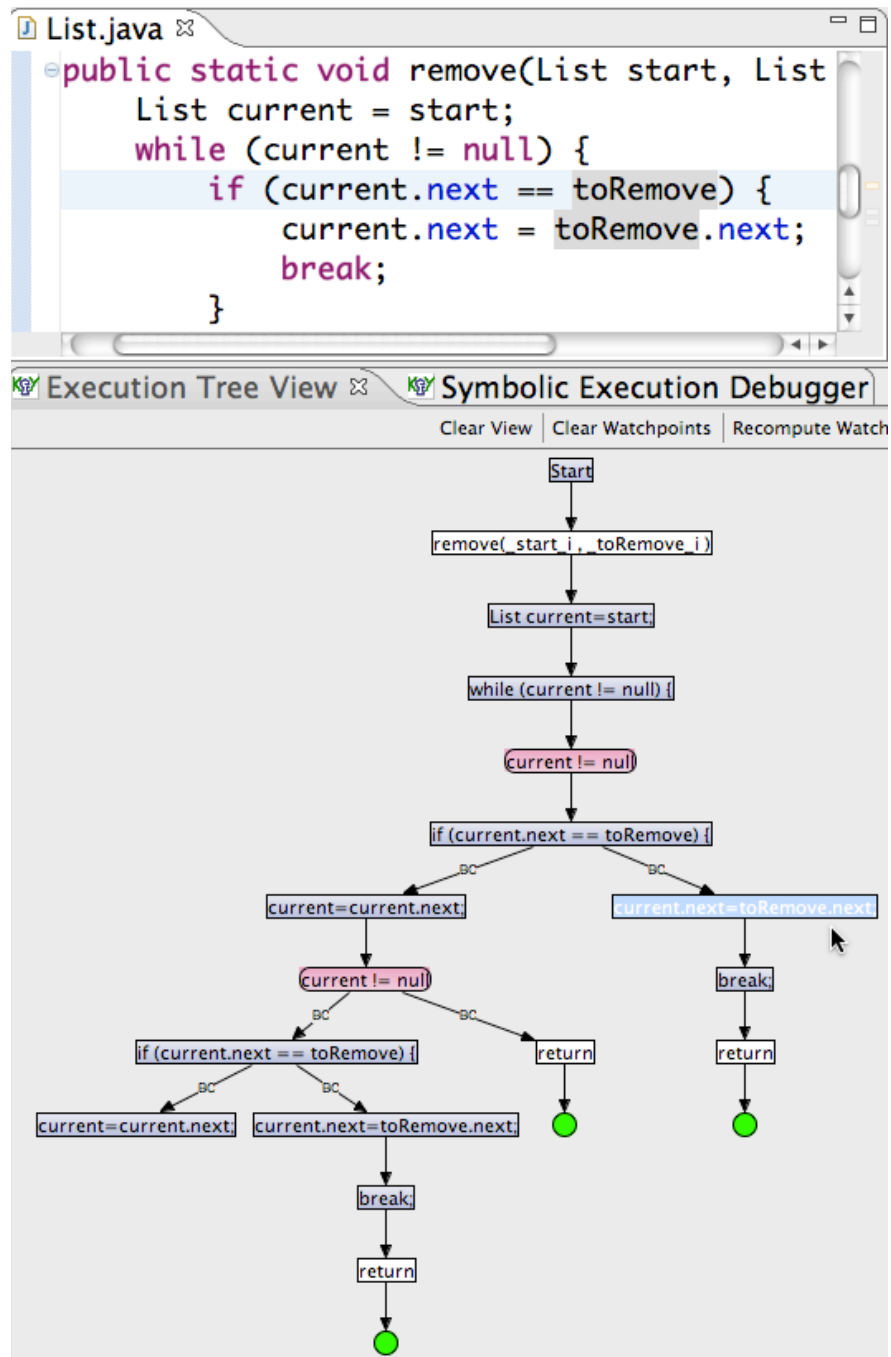 List.java
public static void remove(List start, List
List current = start;
while (current != null) {
if (current.next == toRemove) {
current.next = toRemove.next;
break;
}
KeY Execution Tree View KeY Symbolic Execution Debugger
Clear View Clear Watchpoints Recompute Watch
Start
remove(_start_i , _toRemove_i )
List current=start;
while (current != null) {
current != null
if (current.next == toRemove) {
BC BC
current=current.next; current.next=toRemove.next;
current != null break;
BC BC
if (current.next == toRemove) { return return
BC BC
current=current.next; current.next=toRemove.next;
break;
return